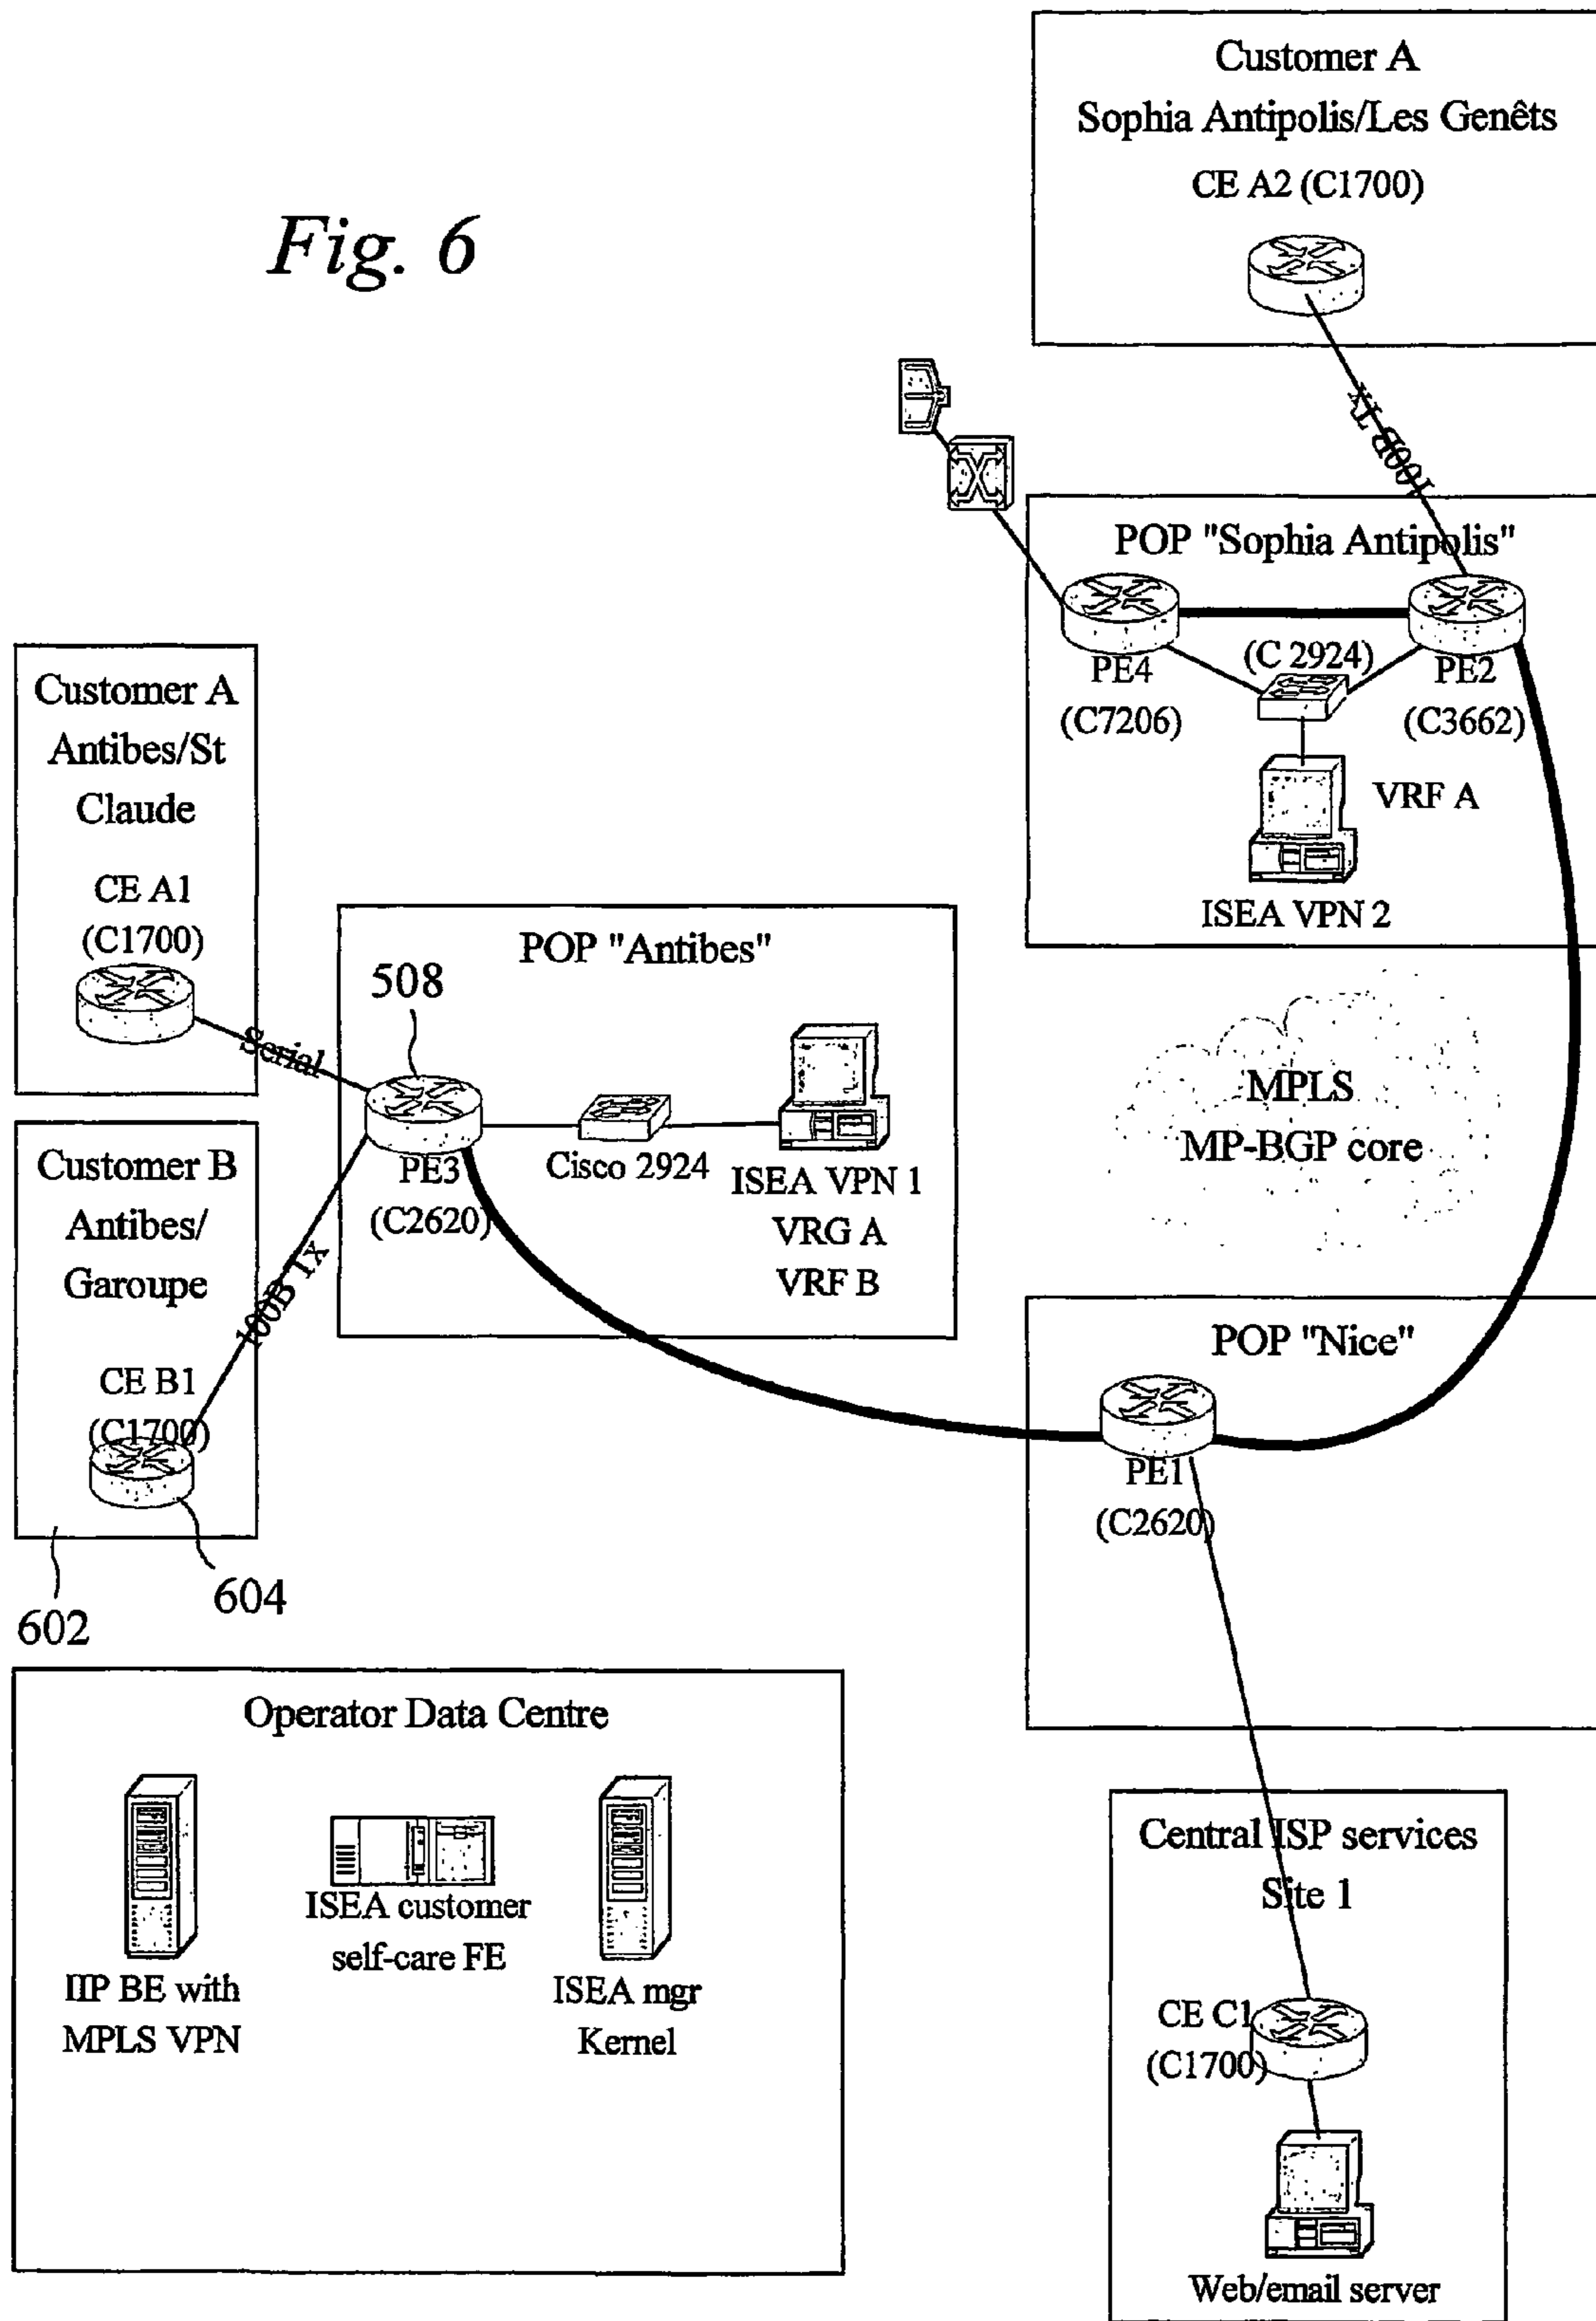 Fig. 6
Customer A
Sophia Antipolis/Les Genêts
CE A2 (C1700)
100B Tx
POP "Sophia Antipolis"
PE4
(C7206)
(C 2924)
PE2
(C3662)
VRF A
ISEA VPN 2
Customer A
Antibes/St
Claude
CE A1
(C1700)
Serial
POP "Antibes"
508
PE3
(C2620)
Cisco 2924
ISEA VPN 1
VRG A
VRF B
MPLS
MP-BGP core
Customer B
Antibes/
Garoupe
100B Tx
CE B1
(C1700)
602
604
POP "Nice"
PE1
(C2620)
Operator Data Centre
IIP BE with
MPLS VPN
ISEA customer
self-care FE
ISEA mgr
Kernel
Central ISP services
Site 1
CE C1
(C1700)
Web/email server